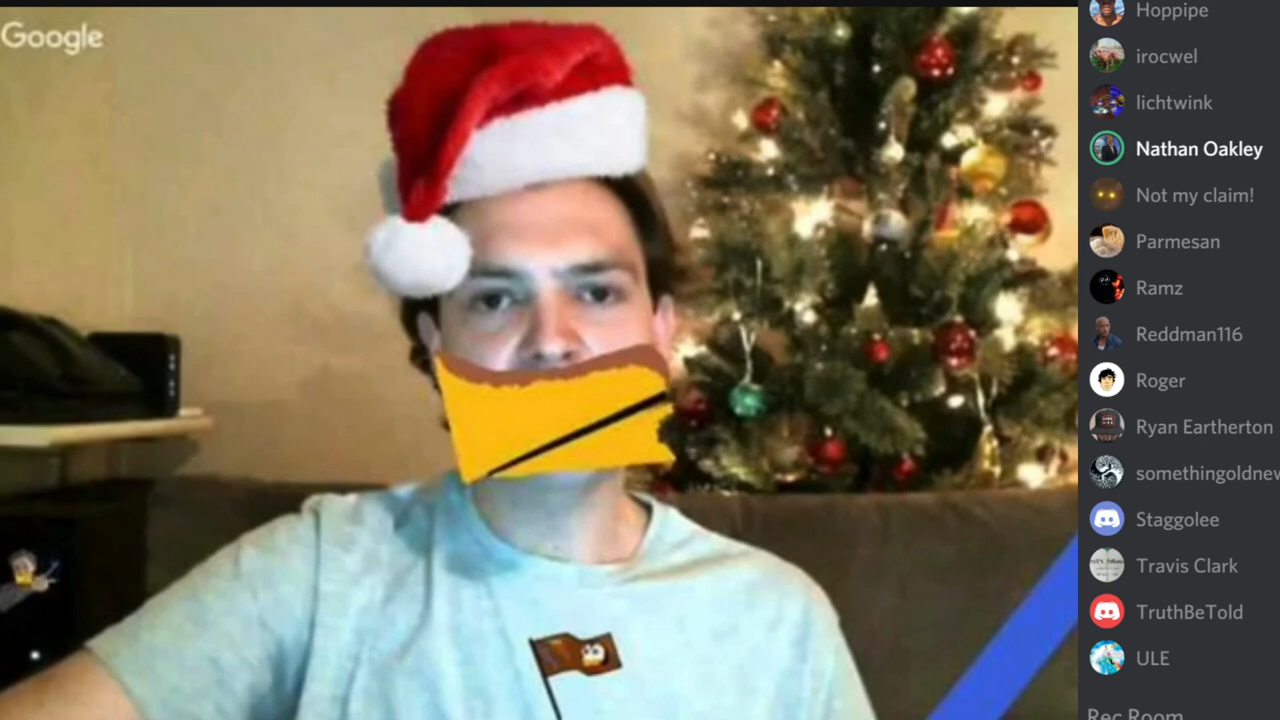 Google
Hoppipe
irocwel
lichtwink
Nathan Oakley
Not my claim!
Parmesan
Ramz
Reddman116
Roger
Ryan Eartherton
somethingoldnew
Staggolee
Travis Clark
TruthBeTold
ULE
Rec Room